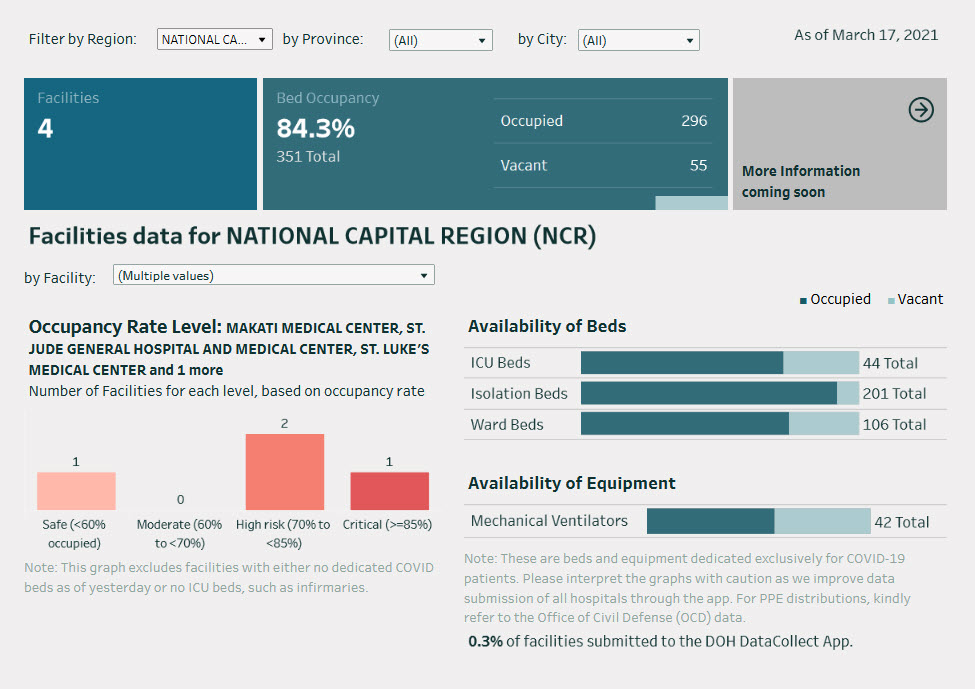 Filter by Region: NATIONAL CA... by Province: (All) by City: (All) As of March 17, 2021
Facilities
4
Bed Occupancy
84.3%
351 Total
Occupied 296
Vacant 55
More Information
coming soon
Facilities data for NATIONAL CAPITAL REGION (NCR)
by Facility: (Multiple values)
Occupied Vacant
Occupancy Rate Level: MAKATI MEDICAL CENTER, ST.
JUDE GENERAL HOSPITAL AND MEDICAL CENTER, ST. LUKE'S
MEDICAL CENTER and 1 more
Number of Facilities for each level, based on occupancy rate
1
0
2
1
Safe (<60%
occupied)
Moderate (60%
to <70%)
High risk (70% to
<85%)
Critical (>=85%)
Note: This graph excludes facilities with either no dedicated COVID
beds as of yesterday or no ICU beds, such as infirmaries.
Availability of Beds
ICU Beds 44 Total
Isolation Beds 201 Total
Ward Beds 106 Total
Availability of Equipment
Mechanical Ventilators 42 Total
Note: These are beds and equipment dedicated exclusively for COVID-19
patients. Please interpret the graphs with caution as we improve data
submission of all hospitals through the app. For PPE distributions, kindly
refer to the Office of Civil Defense (OCD) data.
0.3% of facilities submitted to the DOH DataCollect App.